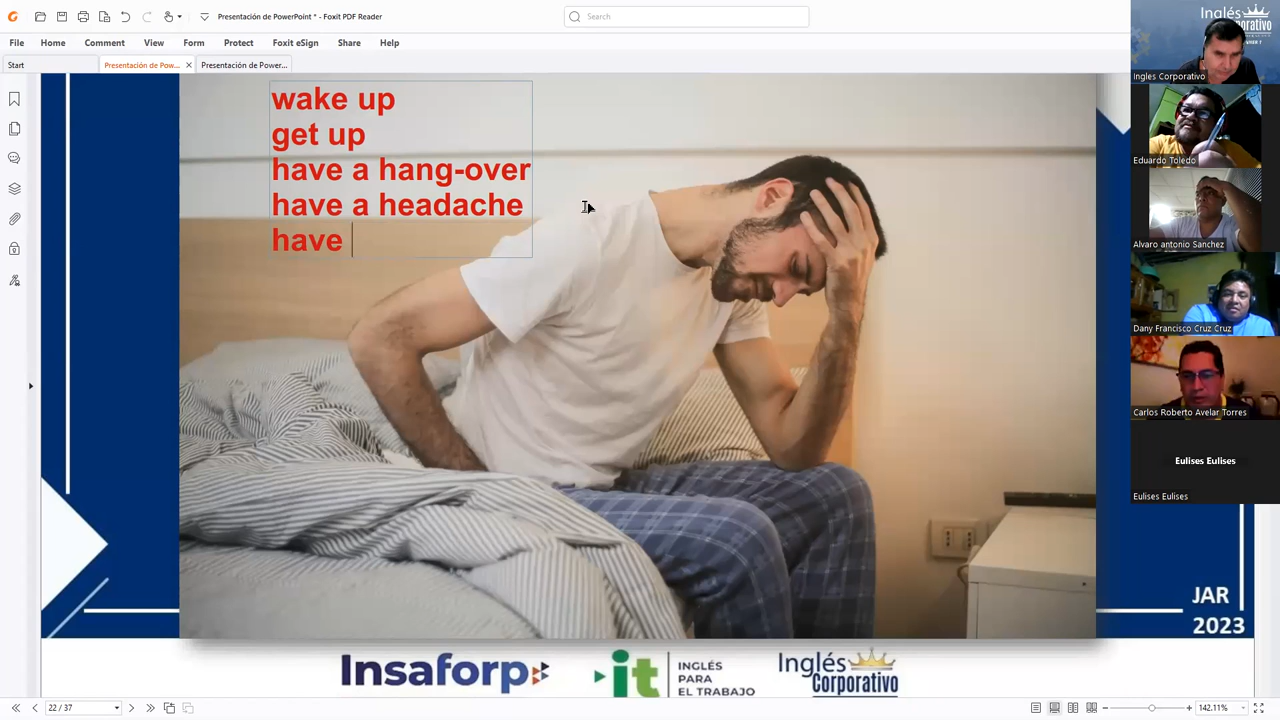 Presentación de PowerPoint * - Foxit PDF Reader
Search
File Home Comment View Form Protect Foxit eSign Share Help
Start
Presentación de Pow...
Presentación de Power...
wake up
get up
have a hang-over
have a headache
have
Inglés
Corporativo
Ingles Corporativo
Eduardo Toledo
Alvaro antonio Sanchez
Dany Francisco Cruz Cruz
Carlos Roberto Avelar Torres
Eulises Eulises
Eulises Eulises
JAR
2023
Insaforp
it
INGLÉS
PARA
EL TRABAJO
Inglés
Corporativo
22 / 37
142.11%